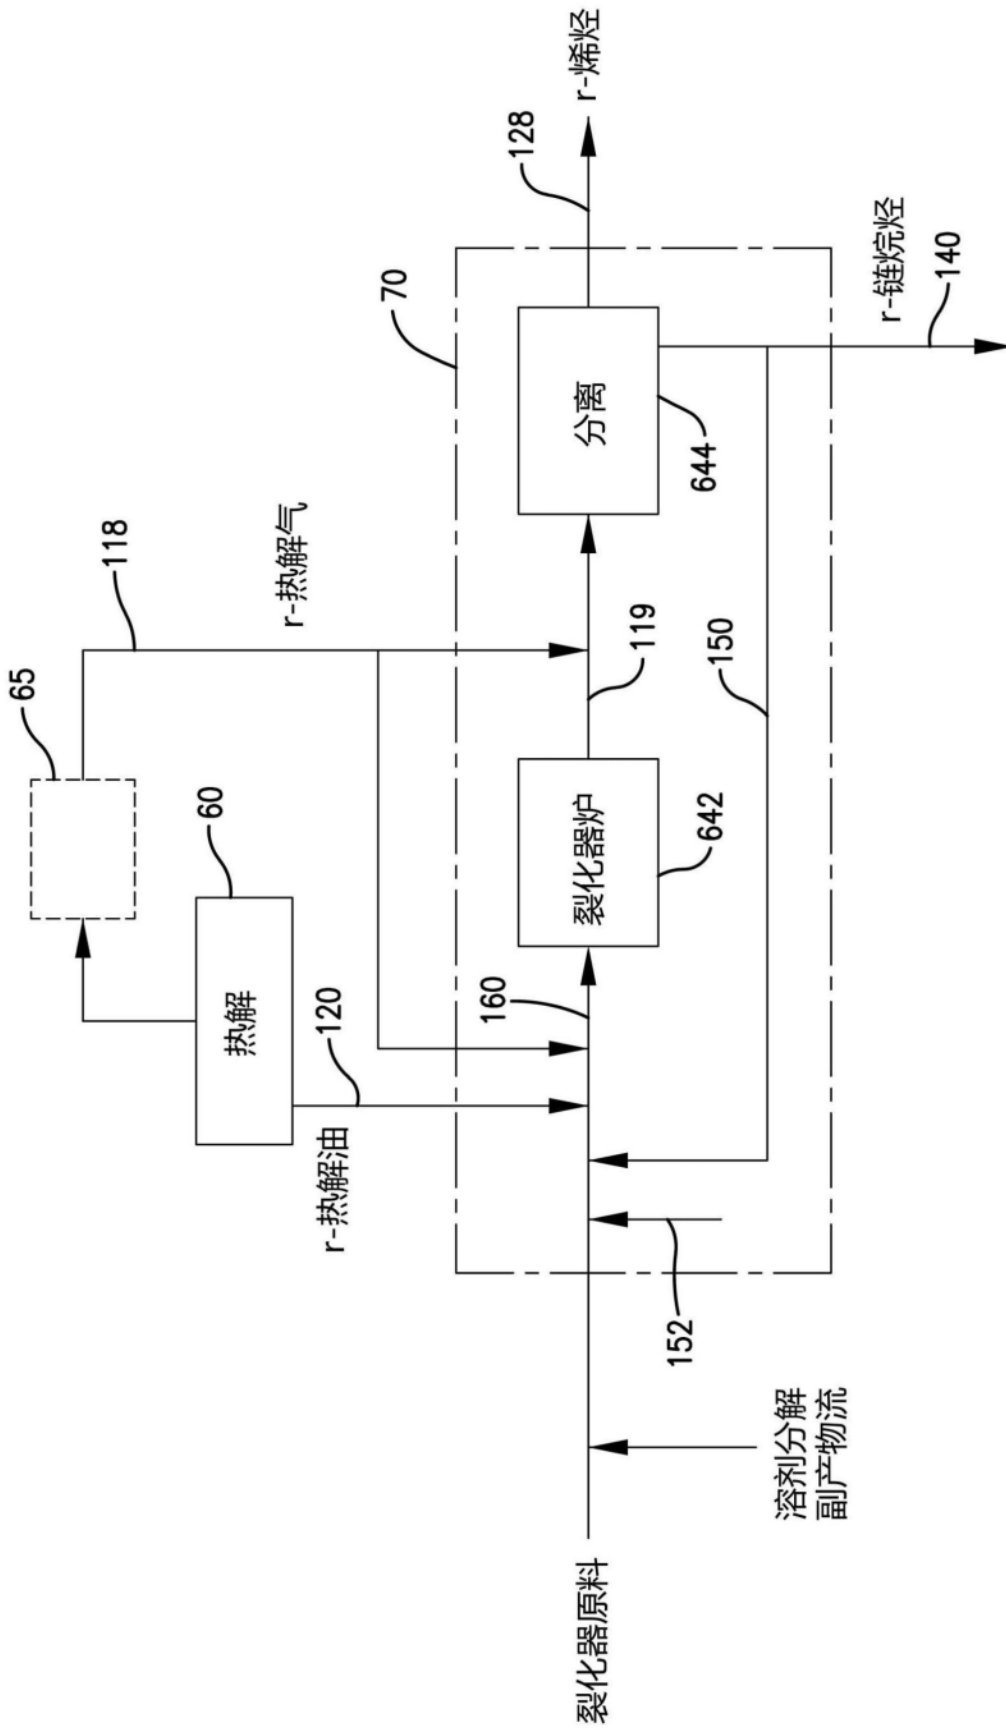 65
118
60
热解
r-热解气
120
r-热解油
70
128
r-烯烃
160
裂化器炉
642
119
分离
644
150
152
r-链烷烃
140
裂化器原料
溶剂分解
副产物流